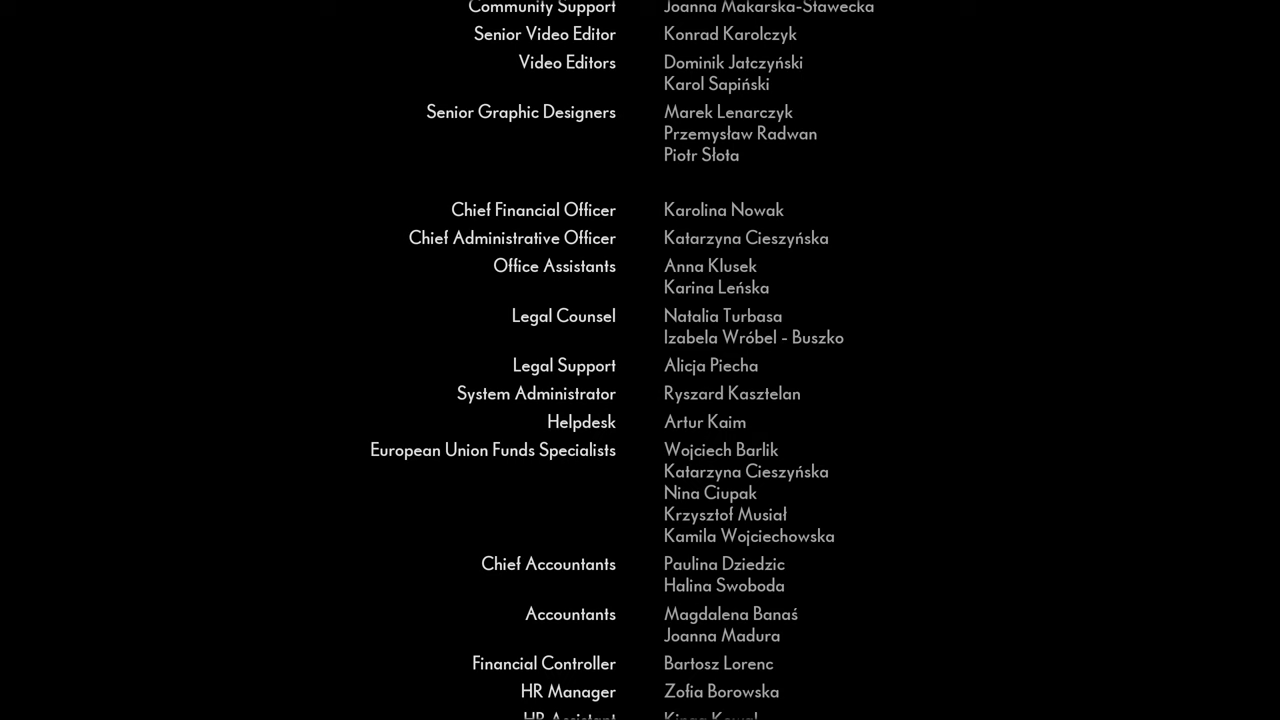 Community Support Joanna Makarska-Sławecka
Senior Video Editor Konrad Karolczyk
Video Editors Dominik Jałczyński
Karol Sapiński
Senior Graphic Designers Marek Lenarczyk
Przemysław Radwan
Piotr Słota
Chief Financial Officer Karolina Nowak
Chief Administrative Officer Katarzyna Cieszyńska
Office Assistants Anna Klusek
Karina Leńska
Legal Counsel Natalia Turbasa
Izabela Wróbel - Buszko
Legal Support Alicja Piecha
System Administrator Ryszard Kasztelan
Helpdesk Artur Kaim
European Union Funds Specialists Wojciech Barlik
Katarzyna Cieszyńska
Nina Ciupak
Krzysztof Musiał
Kamila Wojciechowska
Chief Accountants Paulina Dziedzic
Halina Swoboda
Accountants Magdalena Banaś
Joanna Madura
Financial Controller Bartosz Lorenc
HR Manager Zofia Borowska
HR Assistant Kinga